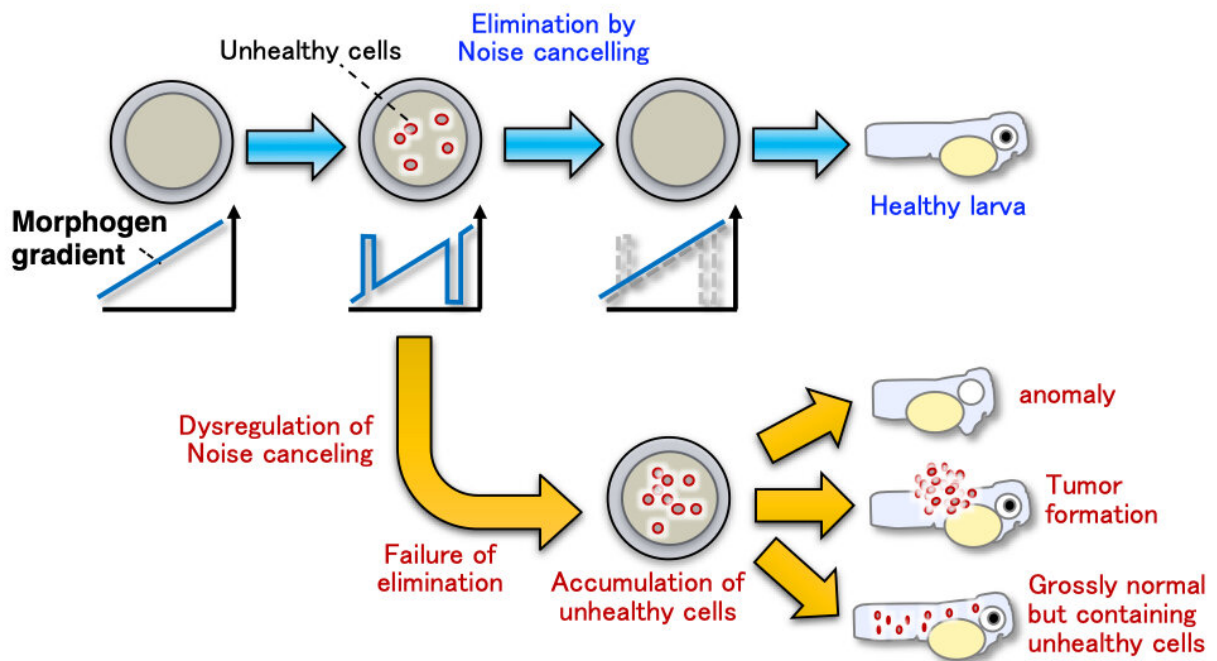 Elimination by
Noise cancelling
Unhealthy cells
Healthy larva
Morphogen
gradient
Dysregulation of
Noise canceling
Failure of
elimination
Accumulation of
unhealthy cells
anomaly
Tumor
formation
Grossly normal
but containing
unhealthy cells